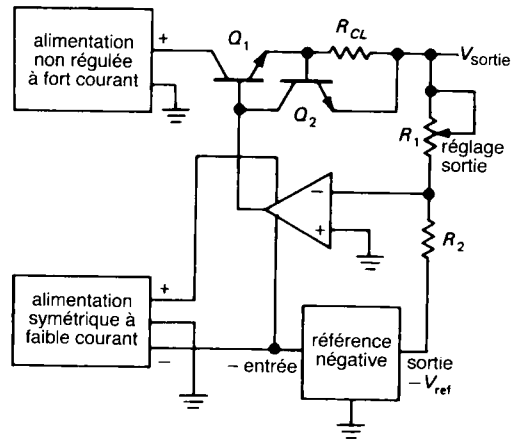 alimentation
non régulée
à fort courant
+
Q1
RCL
Vsortie
Q2
R1
réglage
sortie
−
+
R2
alimentation
symétrique à
faible courant
+
−
− entrée
référence
négative
sortie
−Vref